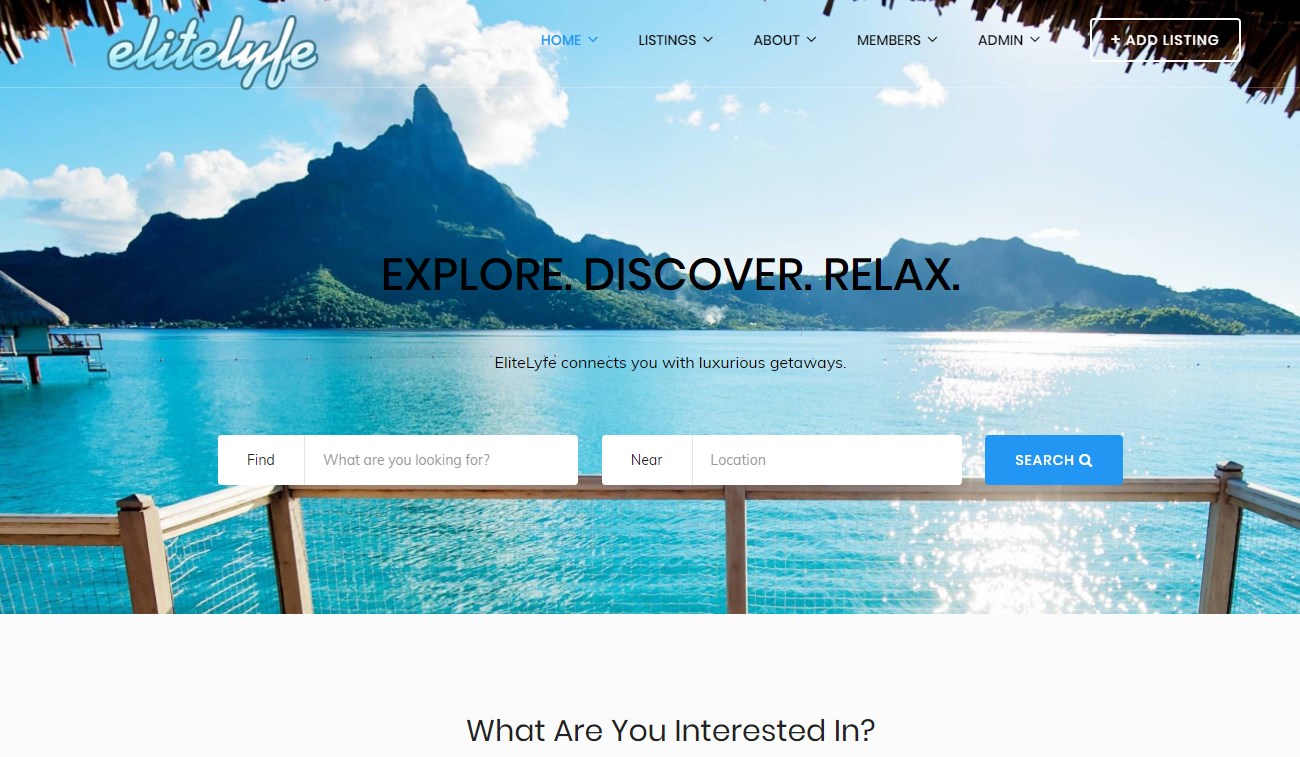 elitelyfe
HOME
LISTINGS
ABOUT
MEMBERS
ADMIN
+ ADD LISTING
EXPLORE. DISCOVER. RELAX.
EliteLyfe connects you with luxurious getaways.
Find
What are you looking for?
Near
Location
SEARCH
What Are You Interested In?